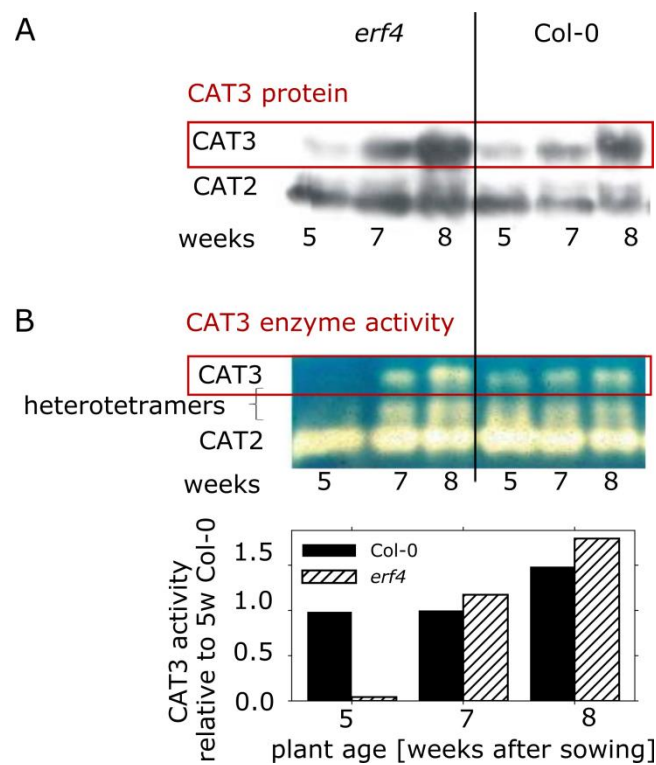 A
erf4 Col-0
CAT3 protein
CAT3
CAT2
weeks 5 7 8 5 7 8
B
CAT3 enzyme activity
CAT3
heterotetramers
CAT2
weeks 5 7 8 5 7 8
CAT3 activity
relative to 5w Col-0
1.5
1.0
0.5
0.0
Col-0
erf4
5 7 8
plant age [weeks after sowing]